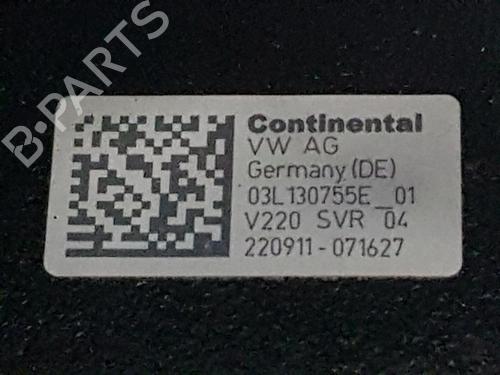 B-PARTS
Continental
VW AG
Germany (DE)
03L130755E_01
V220 SVR 04
220911-071627